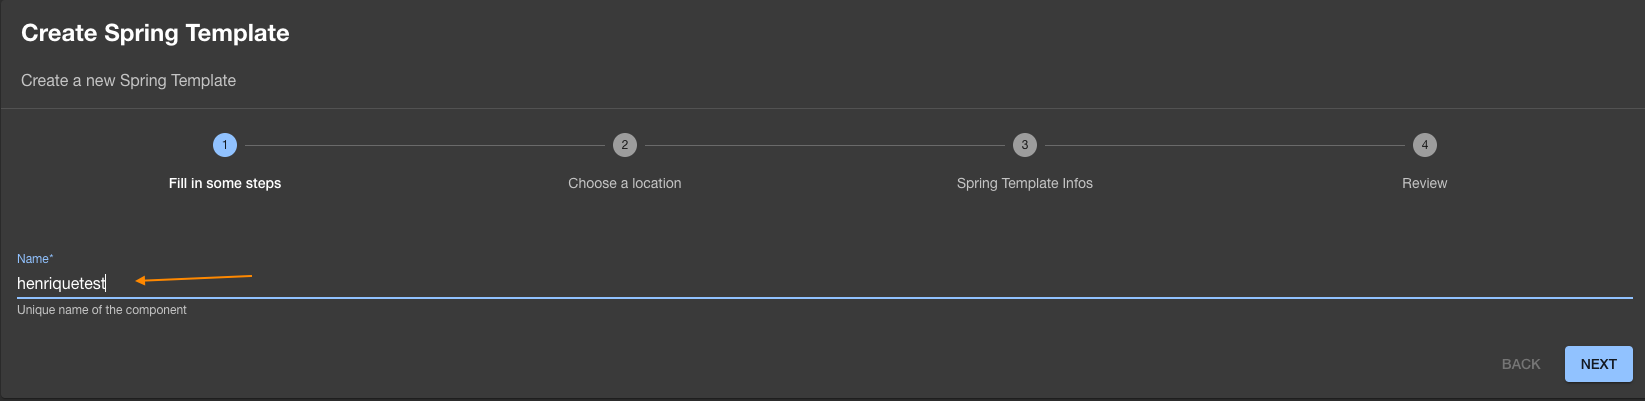 Create Spring Template
Create a new Spring Template
1
2
3
4
Fill in some steps
Choose a location
Spring Template Infos
Review
Name*
henriquetest
Unique name of the component
BACK
NEXT